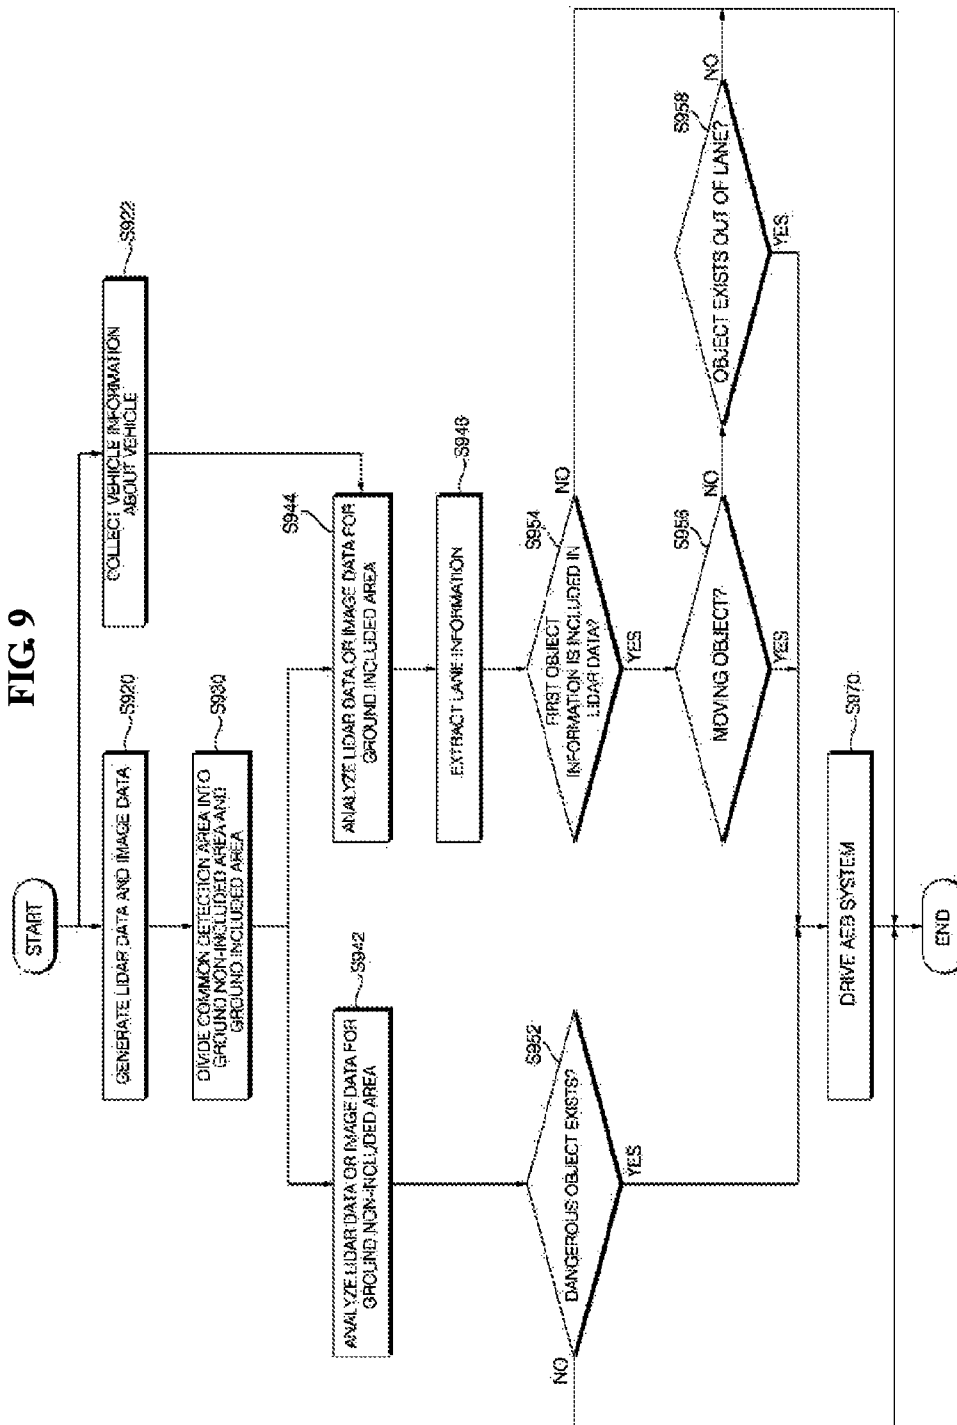 FIG. 9
START
GENERATE LIDAR DATA AND IMAGE DATA
S920
COLLECT VEHICLE INFORMATION
ABOUT VEHICLE
S922
DIVIDE COMMON DETECTION AREA INTO
GROUND NON-INCLUDED AREA AND
GROUND INCLUDED AREA
S930
ANALYZE LIDAR DATA OR IMAGE DATA FOR
GROUND NON-INCLUDED AREA
S942
ANALYZE LIDAR DATA OR IMAGE DATA FOR
GROUND INCLUDED AREA
S944
EXTRACT LANE INFORMATION
S946
DANGEROUS OBJECT EXISTS?
S952
NO
YES
FIRST OBJECT
INFORMATION IS INCLUDED IN
LIDAR DATA?
S954
NO
YES
MOVING OBJECT?
S956
NO
YES
OBJECT EXISTS OUT OF LANE?
S958
NO
YES
DRIVE AEB SYSTEM
S970
END